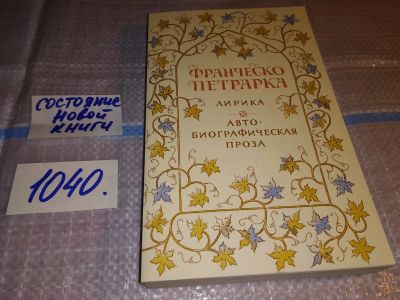 состояние
новой
книги
1040.
ФРАНЧЕСКО
ПЕТРАРКА
ЛИРИКА
АВТО-
БИОГРАФИЧЕСКАЯ
ПРОЗА